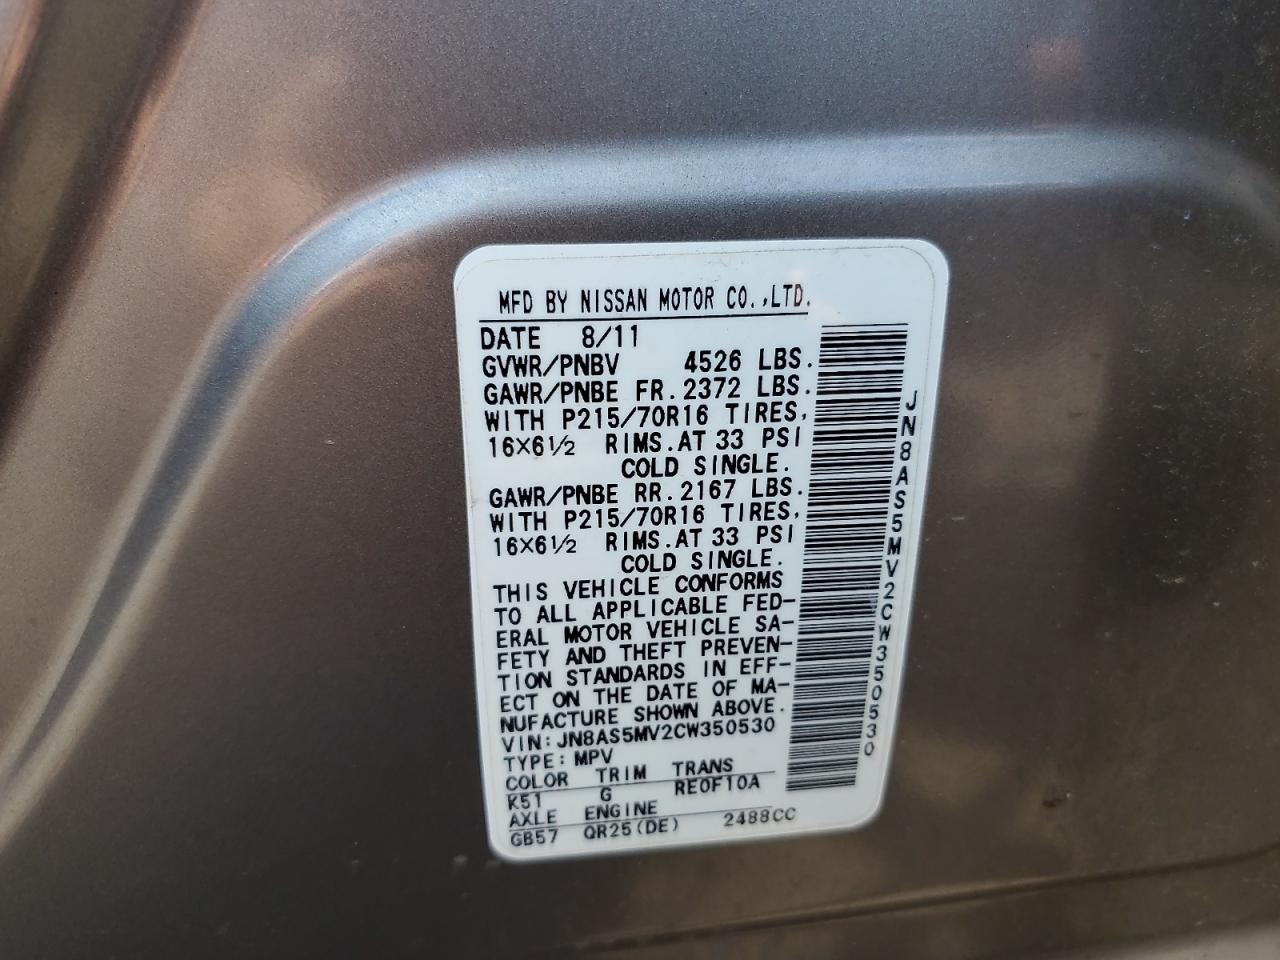 MFD BY NISSAN MOTOR CO.,LTD.
DATE 8/11
GVWR/PNBV 4526 LBS.
GAWR/PNBE FR.2372 LBS.
WITH P215/70R16 TIRES,
16×6½ RIMS.AT 33 PSI
COLD SINGLE.
GAWR/PNBE RR.2167 LBS.
WITH P215/70R16 TIRES,
16×6½ RIMS.AT 33 PSI
COLD SINGLE.
THIS VEHICLE CONFORMS
TO ALL APPLICABLE FED-
ERAL MOTOR VEHICLE SA-
FETY AND THEFT PREVEN-
TION STANDARDS IN EFF-
ECT ON THE DATE OF MA-
NUFACTURE SHOWN ABOVE.
VIN:JN8AS5MV2CW350530
TYPE:MPV
COLOR TRIM TRANS
K51 G RE0F10A
AXLE ENGINE
GB57 QR25(DE) 2488CC
JN8AS5MV2CW350530